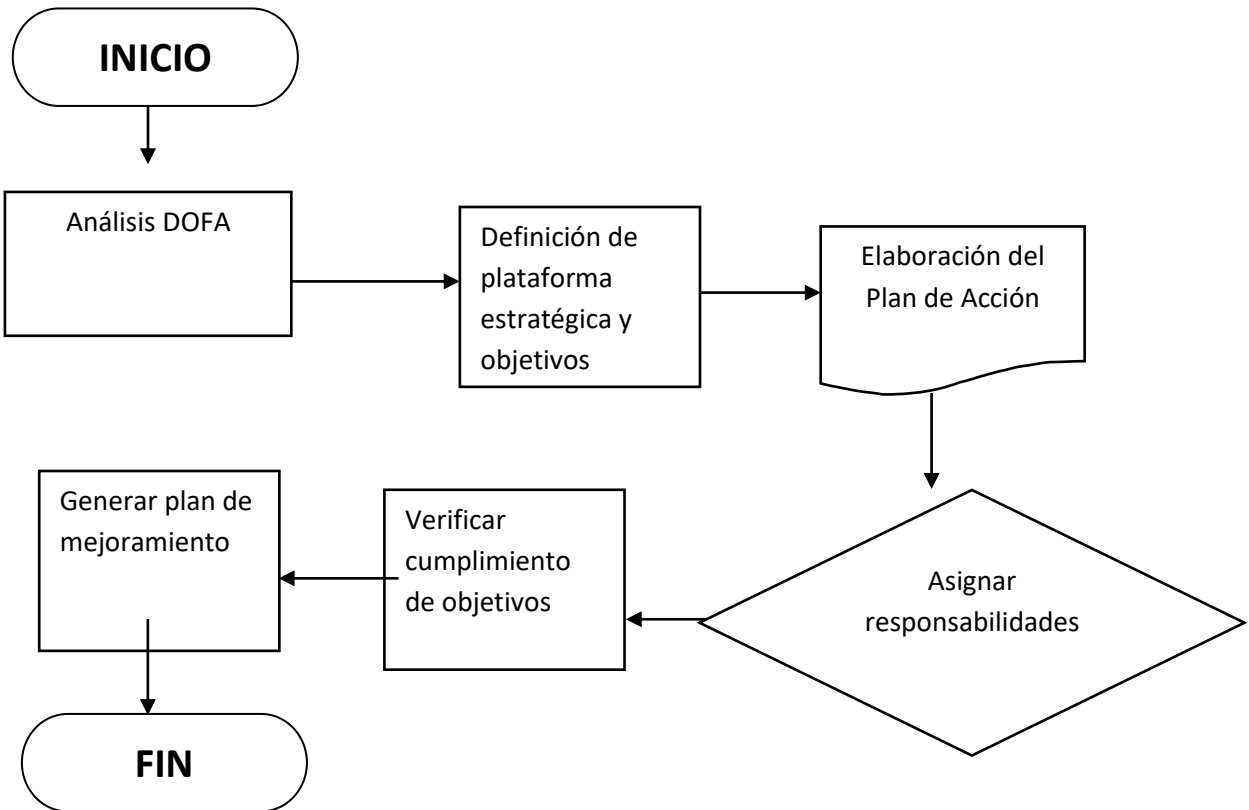 INICIO
Análisis DOFA
Definición de
plataforma
estratégica y
objetivos
Elaboración del
Plan de Acción
Asignar
responsabilidades
Verificar
cumplimiento
de objetivos
Generar plan de
mejoramiento
FIN